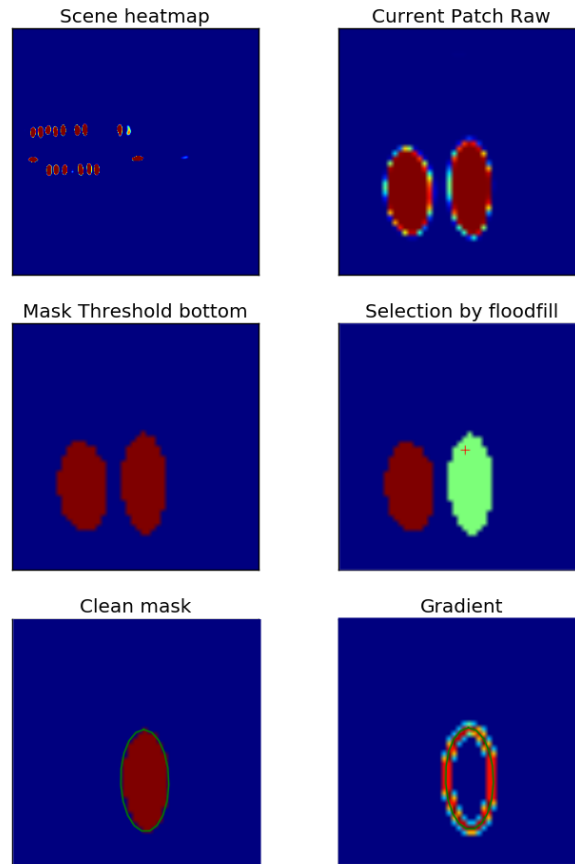 Scene heatmap
Current Patch Raw
Mask Threshold bottom
Selection by floodfill
Clean mask
Gradient